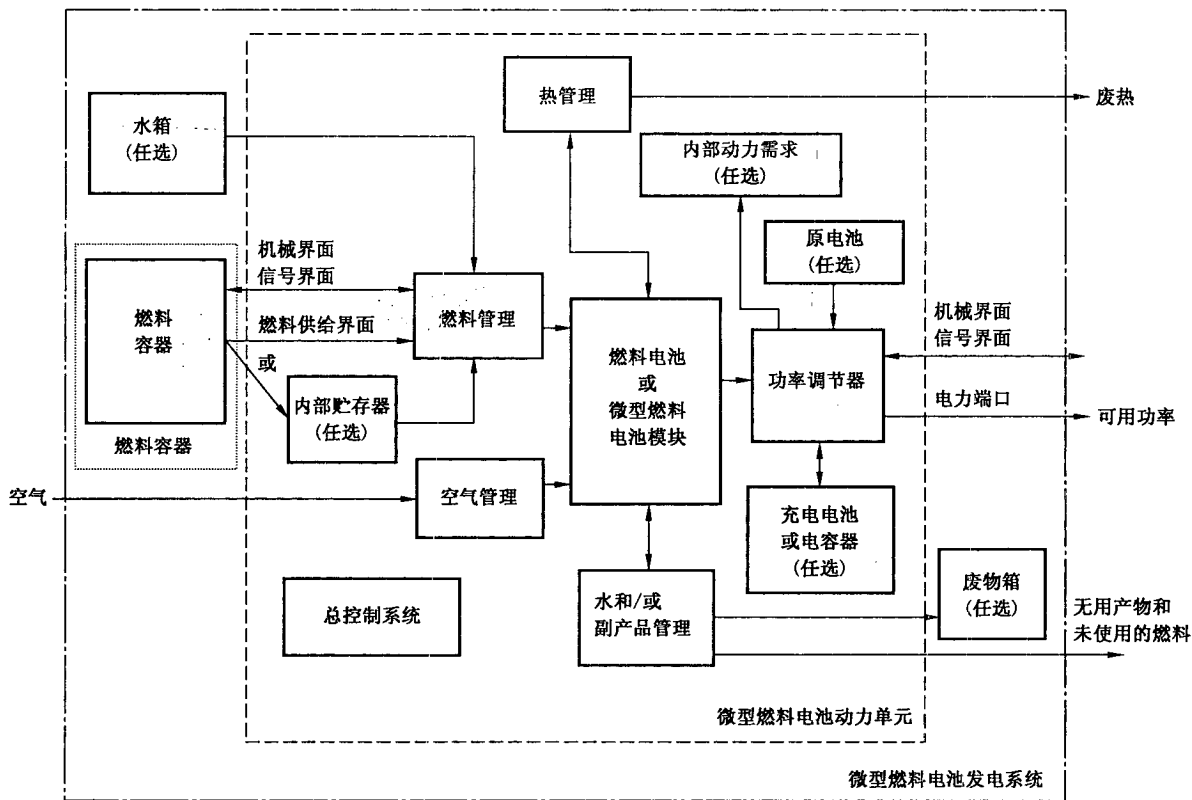 热管理
废热
水箱
(任选)
内部动力需求
(任选)
原电池
(任选)
机械界面
信号界面
燃料
容器
燃料供给界面
或
燃料管理
内部贮存器
(任选)
燃料容器
燃料电池
或
微型燃料
电池模块
功率调节器
机械界面
信号界面
电力端口
可用功率
空气
空气管理
充电电池
或电容器
(任选)
总控制系统
水和/或
副产品管理
废物箱
(任选)
无用产物和
未使用的燃料
微型燃料电池动力单元
微型燃料电池发电系统